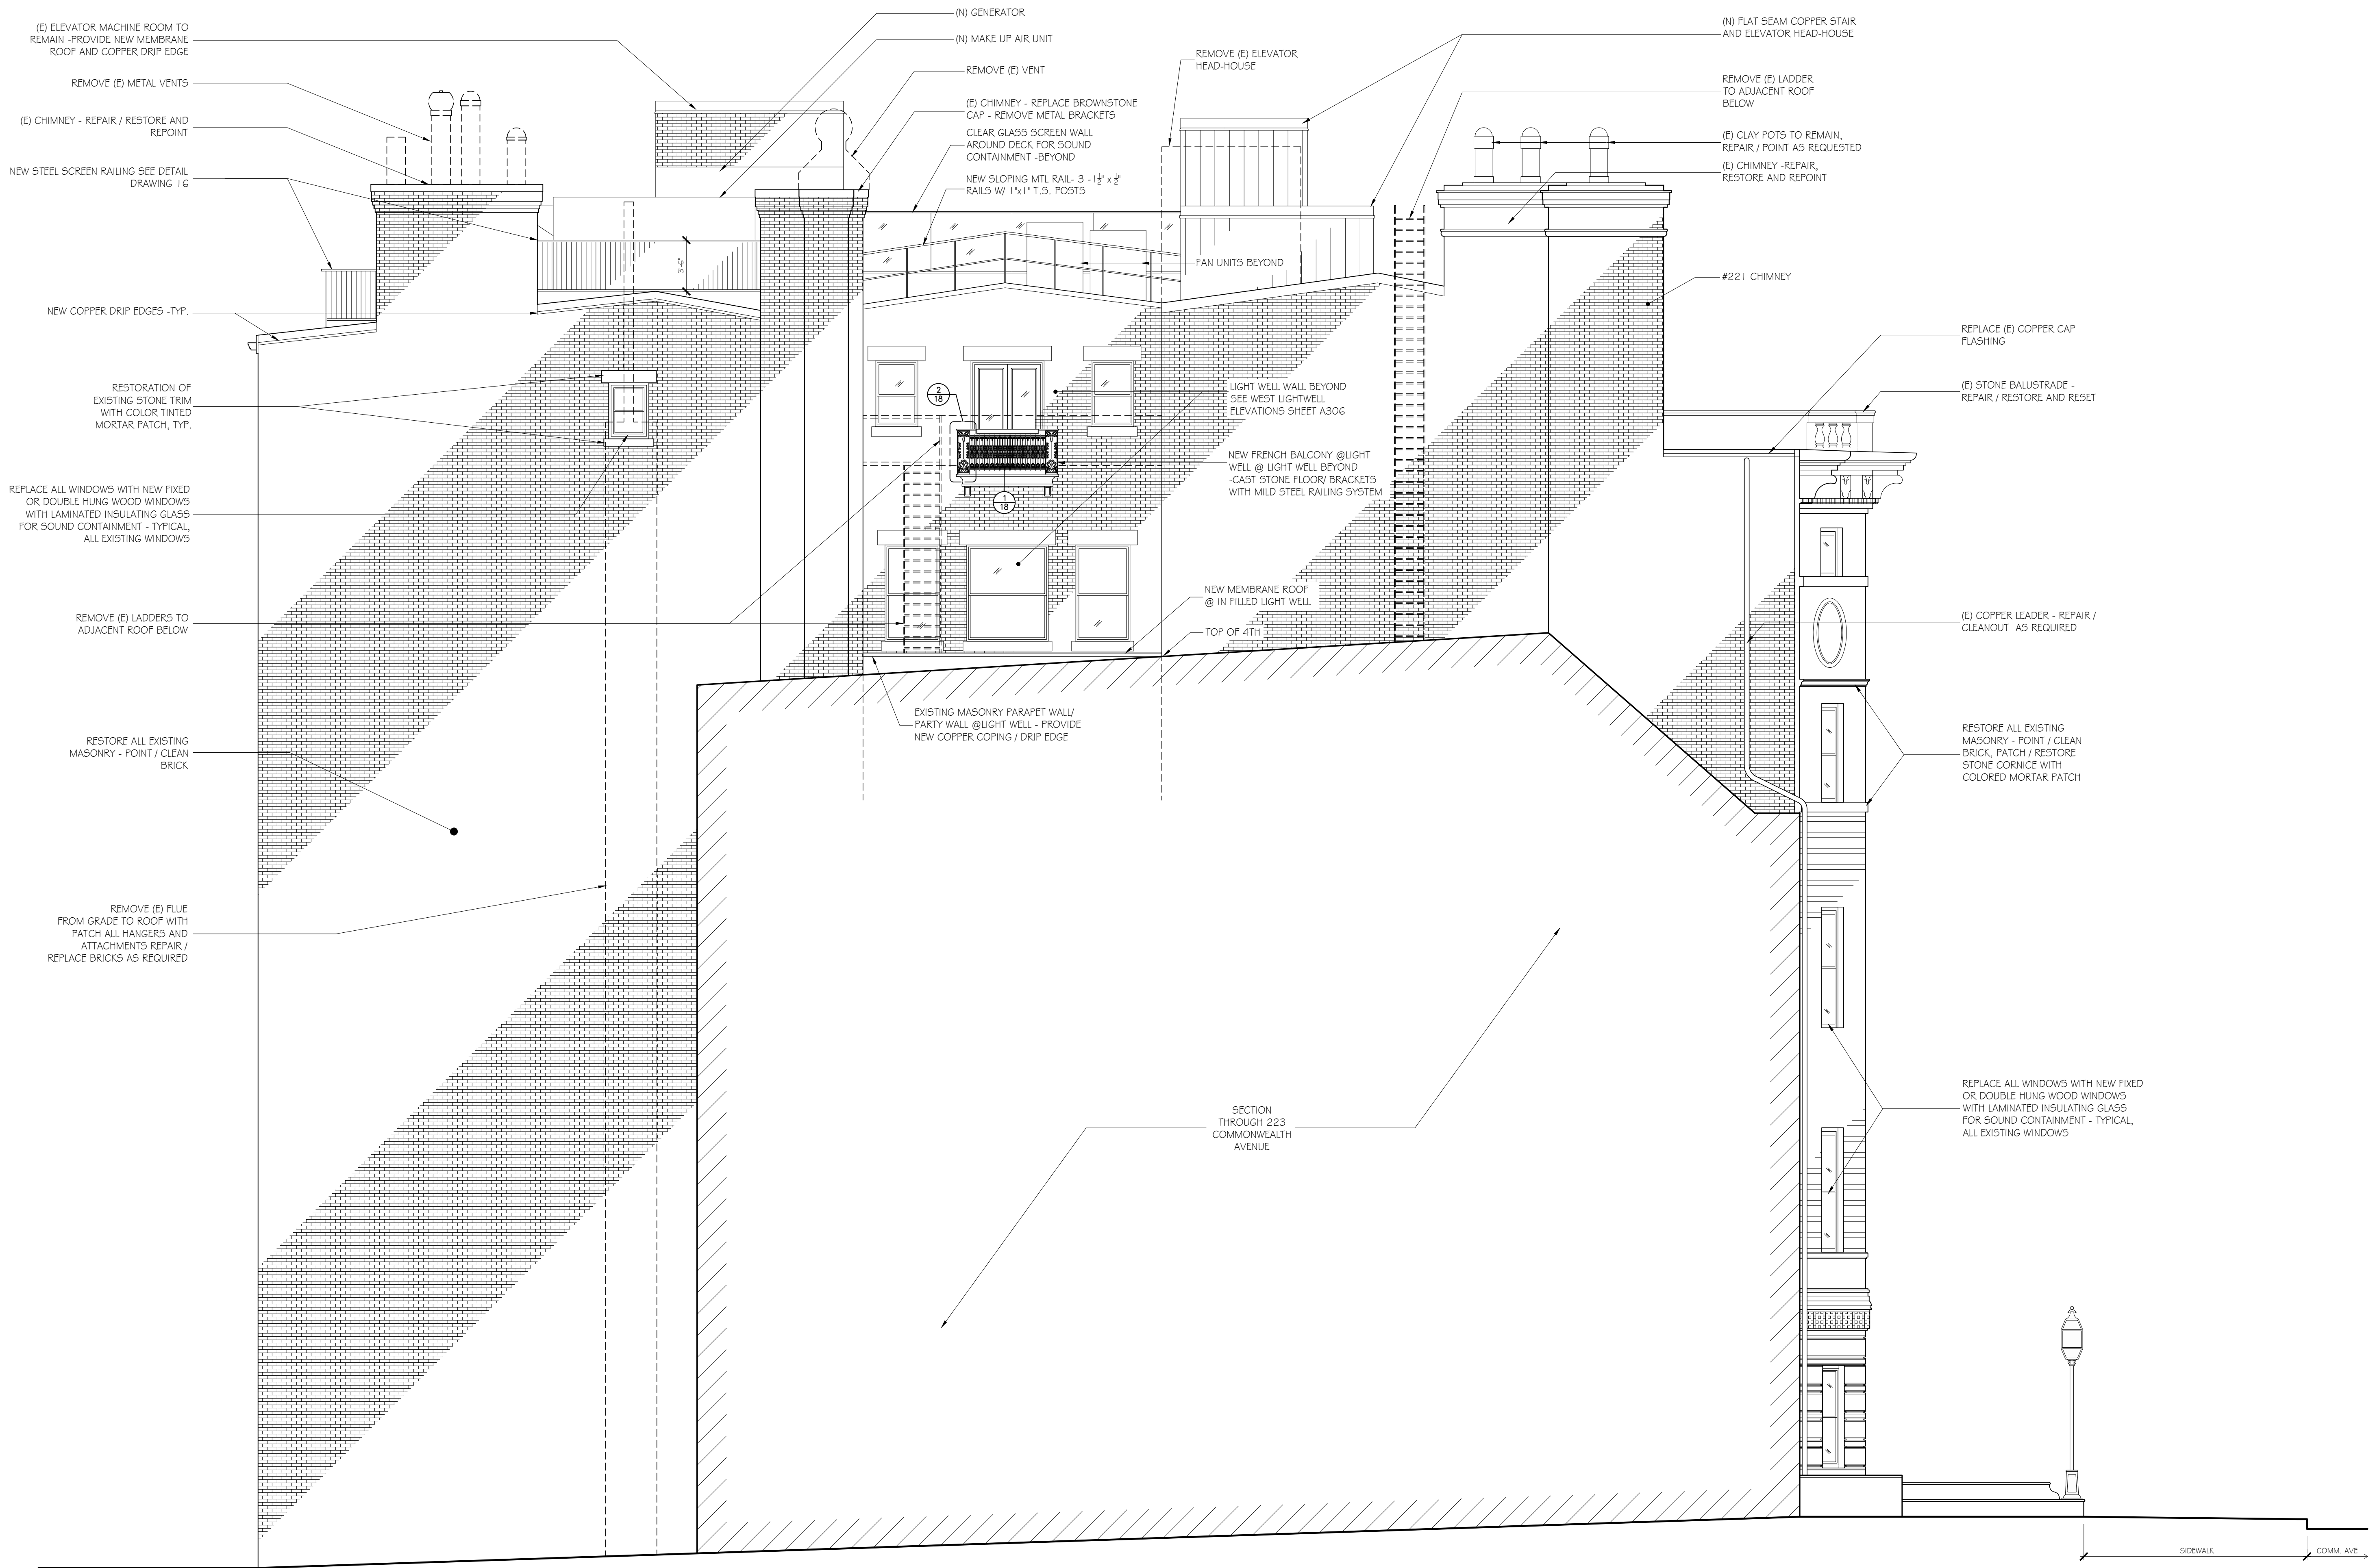 (E) ELEVATOR MACHINE ROOM TO
REMAIN -PROVIDE NEW MEMBRANE
ROOF AND COPPER DRIP EDGE
REMOVE (E) METAL VENTS
(E) CHIMNEY - REPAIR / RESTORE AND
REPOINT
NEW STEEL SCREEN RAILING SEE DETAIL
DRAWING 16
NEW COPPER DRIP EDGES -TYP.
RESTORATION OF
EXISTING STONE TRIM
WITH COLOR TINTED
MORTAR PATCH, TYP.
REPLACE ALL WINDOWS WITH NEW FIXED
OR DOUBLE HUNG WOOD WINDOWS
WITH LAMINATED INSULATING GLASS
FOR SOUND CONTAINMENT - TYPICAL,
ALL EXISTING WINDOWS
REMOVE (E) LADDERS TO
ADJACENT ROOF BELOW
RESTORE ALL EXISTING
MASONRY - POINT / CLEAN
BRICK
REMOVE (E) FLUE
FROM GRADE TO ROOF WITH
PATCH ALL HANGERS AND
ATTACHMENTS REPAIR /
REPLACE BRICKS AS REQUIRED
(N) GENERATOR
(N) MAKE UP AIR UNIT
REMOVE (E) VENT
(E) CHIMNEY - REPLACE BROWNSTONE
CAP - REMOVE METAL BRACKETS
CLEAR GLASS SCREEN WALL
AROUND DECK FOR SOUND
CONTAINMENT -BEYOND
NEW SLOPING MTL RAIL- 3 -1½" x ½"
RAILS W/ 1"x1" T.S. POSTS
3'-6"
REMOVE (E) ELEVATOR
HEAD-HOUSE
FAN UNITS BEYOND
LIGHT WELL WALL BEYOND
SEE WEST LIGHTWELL
ELEVATIONS SHEET A306
2
18
NEW FRENCH BALCONY @LIGHT
WELL @ LIGHT WELL BEYOND
-CAST STONE FLOOR/ BRACKETS
WITH MILD STEEL RAILING SYSTEM
1
18
NEW MEMBRANE ROOF
@ IN FILLED LIGHT WELL
TOP OF 4TH
EXISTING MASONRY PARAPET WALL/
PARTY WALL @LIGHT WELL - PROVIDE
NEW COPPER COPING / DRIP EDGE
SECTION
THROUGH 223
COMMONWEALTH
AVENUE
(N) FLAT SEAM COPPER STAIR
AND ELEVATOR HEAD-HOUSE
REMOVE (E) LADDER
TO ADJACENT ROOF
BELOW
(E) CLAY POTS TO REMAIN,
REPAIR / POINT AS REQUESTED
(E) CHIMNEY -REPAIR,
RESTORE AND REPOINT
#221 CHIMNEY
REPLACE (E) COPPER CAP
FLASHING
(E) STONE BALUSTRADE -
REPAIR / RESTORE AND RESET
(E) COPPER LEADER - REPAIR /
CLEANOUT AS REQUIRED
RESTORE ALL EXISTING
MASONRY - POINT / CLEAN
BRICK, PATCH / RESTORE
STONE CORNICE WITH
COLORED MORTAR PATCH
REPLACE ALL WINDOWS WITH NEW FIXED
OR DOUBLE HUNG WOOD WINDOWS
WITH LAMINATED INSULATING GLASS
FOR SOUND CONTAINMENT - TYPICAL,
ALL EXISTING WINDOWS
SIDEWALK
COMM. AVE